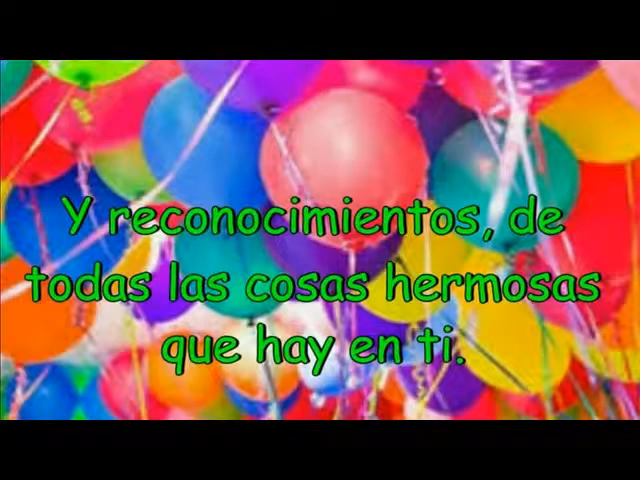 Y reconocimientos, de
todas las cosas hermosas
que hay en ti.